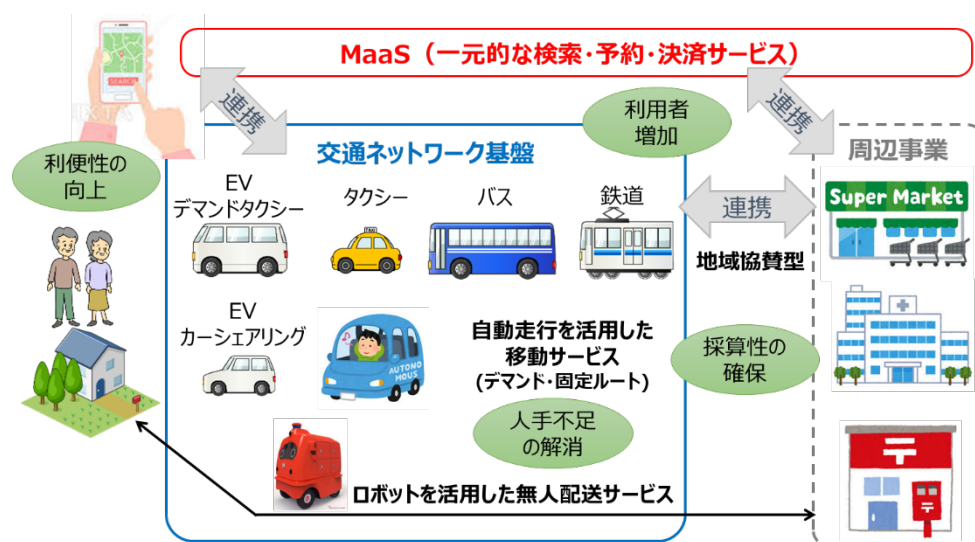 MaaS（一元的な検索・予約・決済サービス）
SEARCH
連携
連携
利用者
増加
利便性の
向上
交通ネットワーク基盤
周辺事業
EV
デマンドタクシー
タクシー
TAXI
バス
鉄道
連携
Super Market
地域協賛型
EV
カーシェアリング
AUTONO
MOUS
自動走行を活用した
移動サービス
(デマンド・固定ルート)
採算性の
確保
人手不足
の解消
ロボットを活用した無人配送サービス
〒
〒